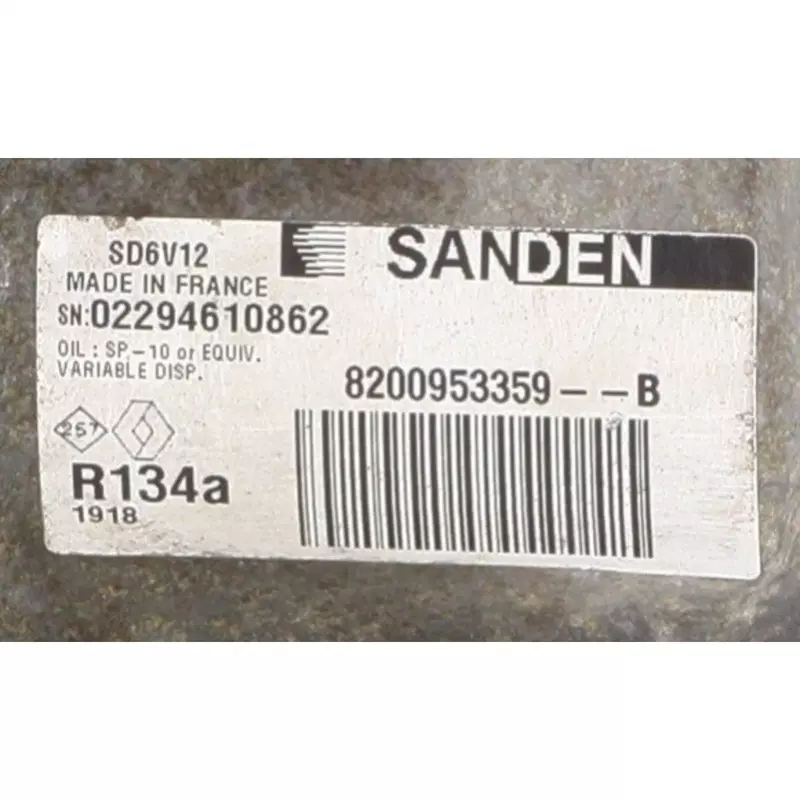 SD6V12
SANDEN
MADE IN FRANCE
SN:02294610862
OIL : SP-10 or EQUIV.
VARIABLE DISP.
8200953359--B
257
R134a
1918